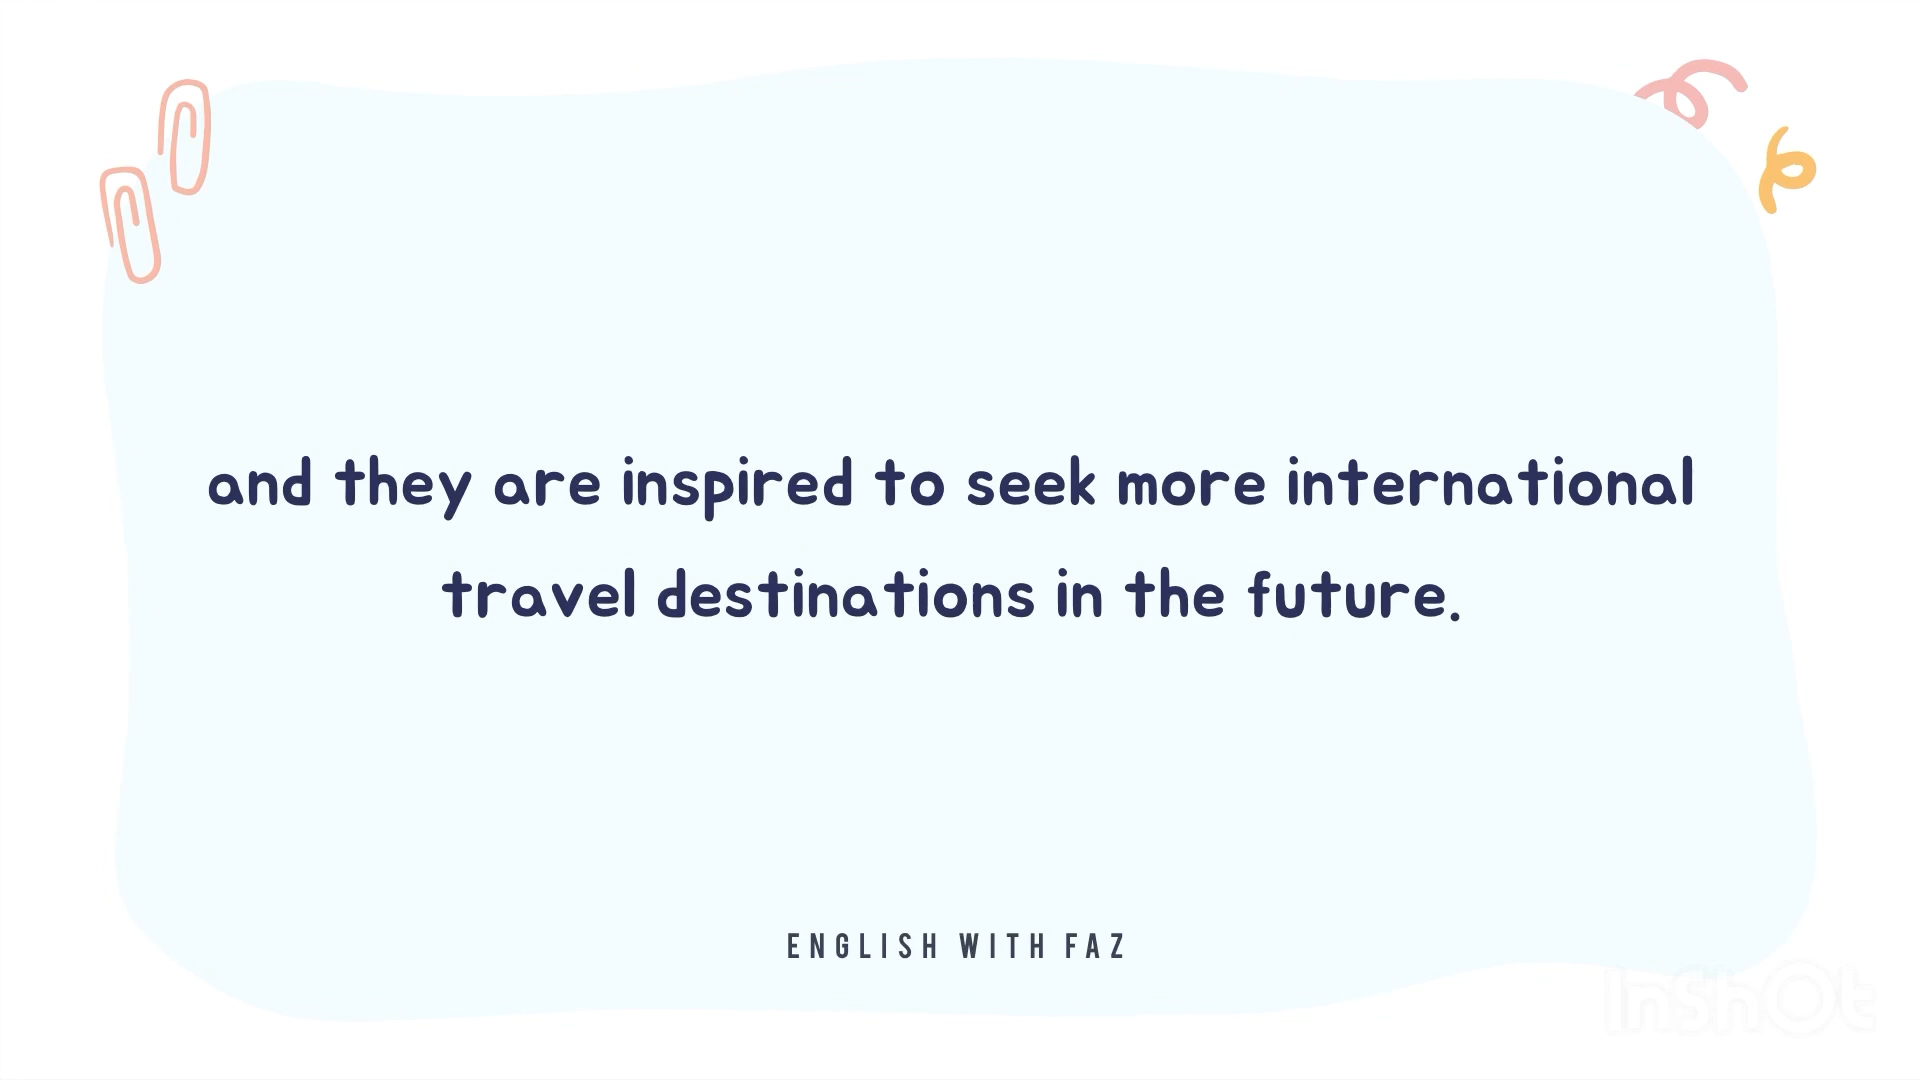 and they are inspired to seek more international
travel destinations in the future.
ENGLISH WITH FAZ
InShOt